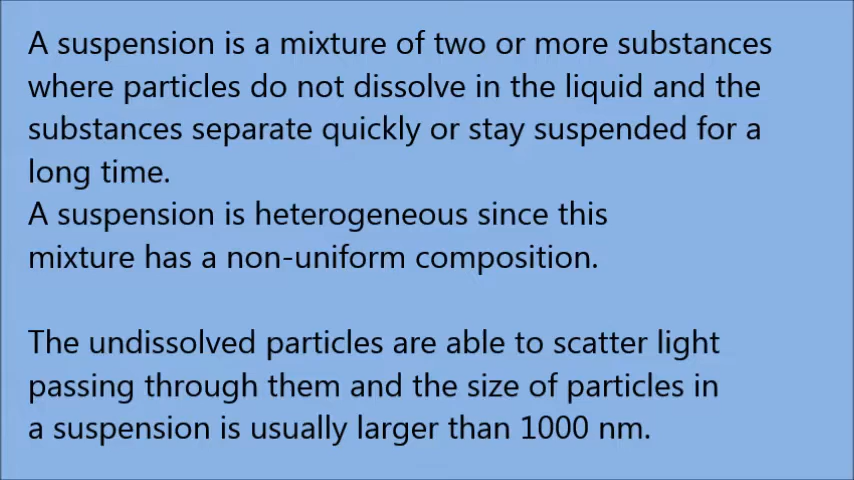 A suspension is a mixture of two or more substances
where particles do not dissolve in the liquid and the
substances separate quickly or stay suspended for a
long time.
A suspension is heterogeneous since this
mixture has a non-uniform composition.
The undissolved particles are able to scatter light
passing through them and the size of particles in
a suspension is usually larger than 1000 nm.